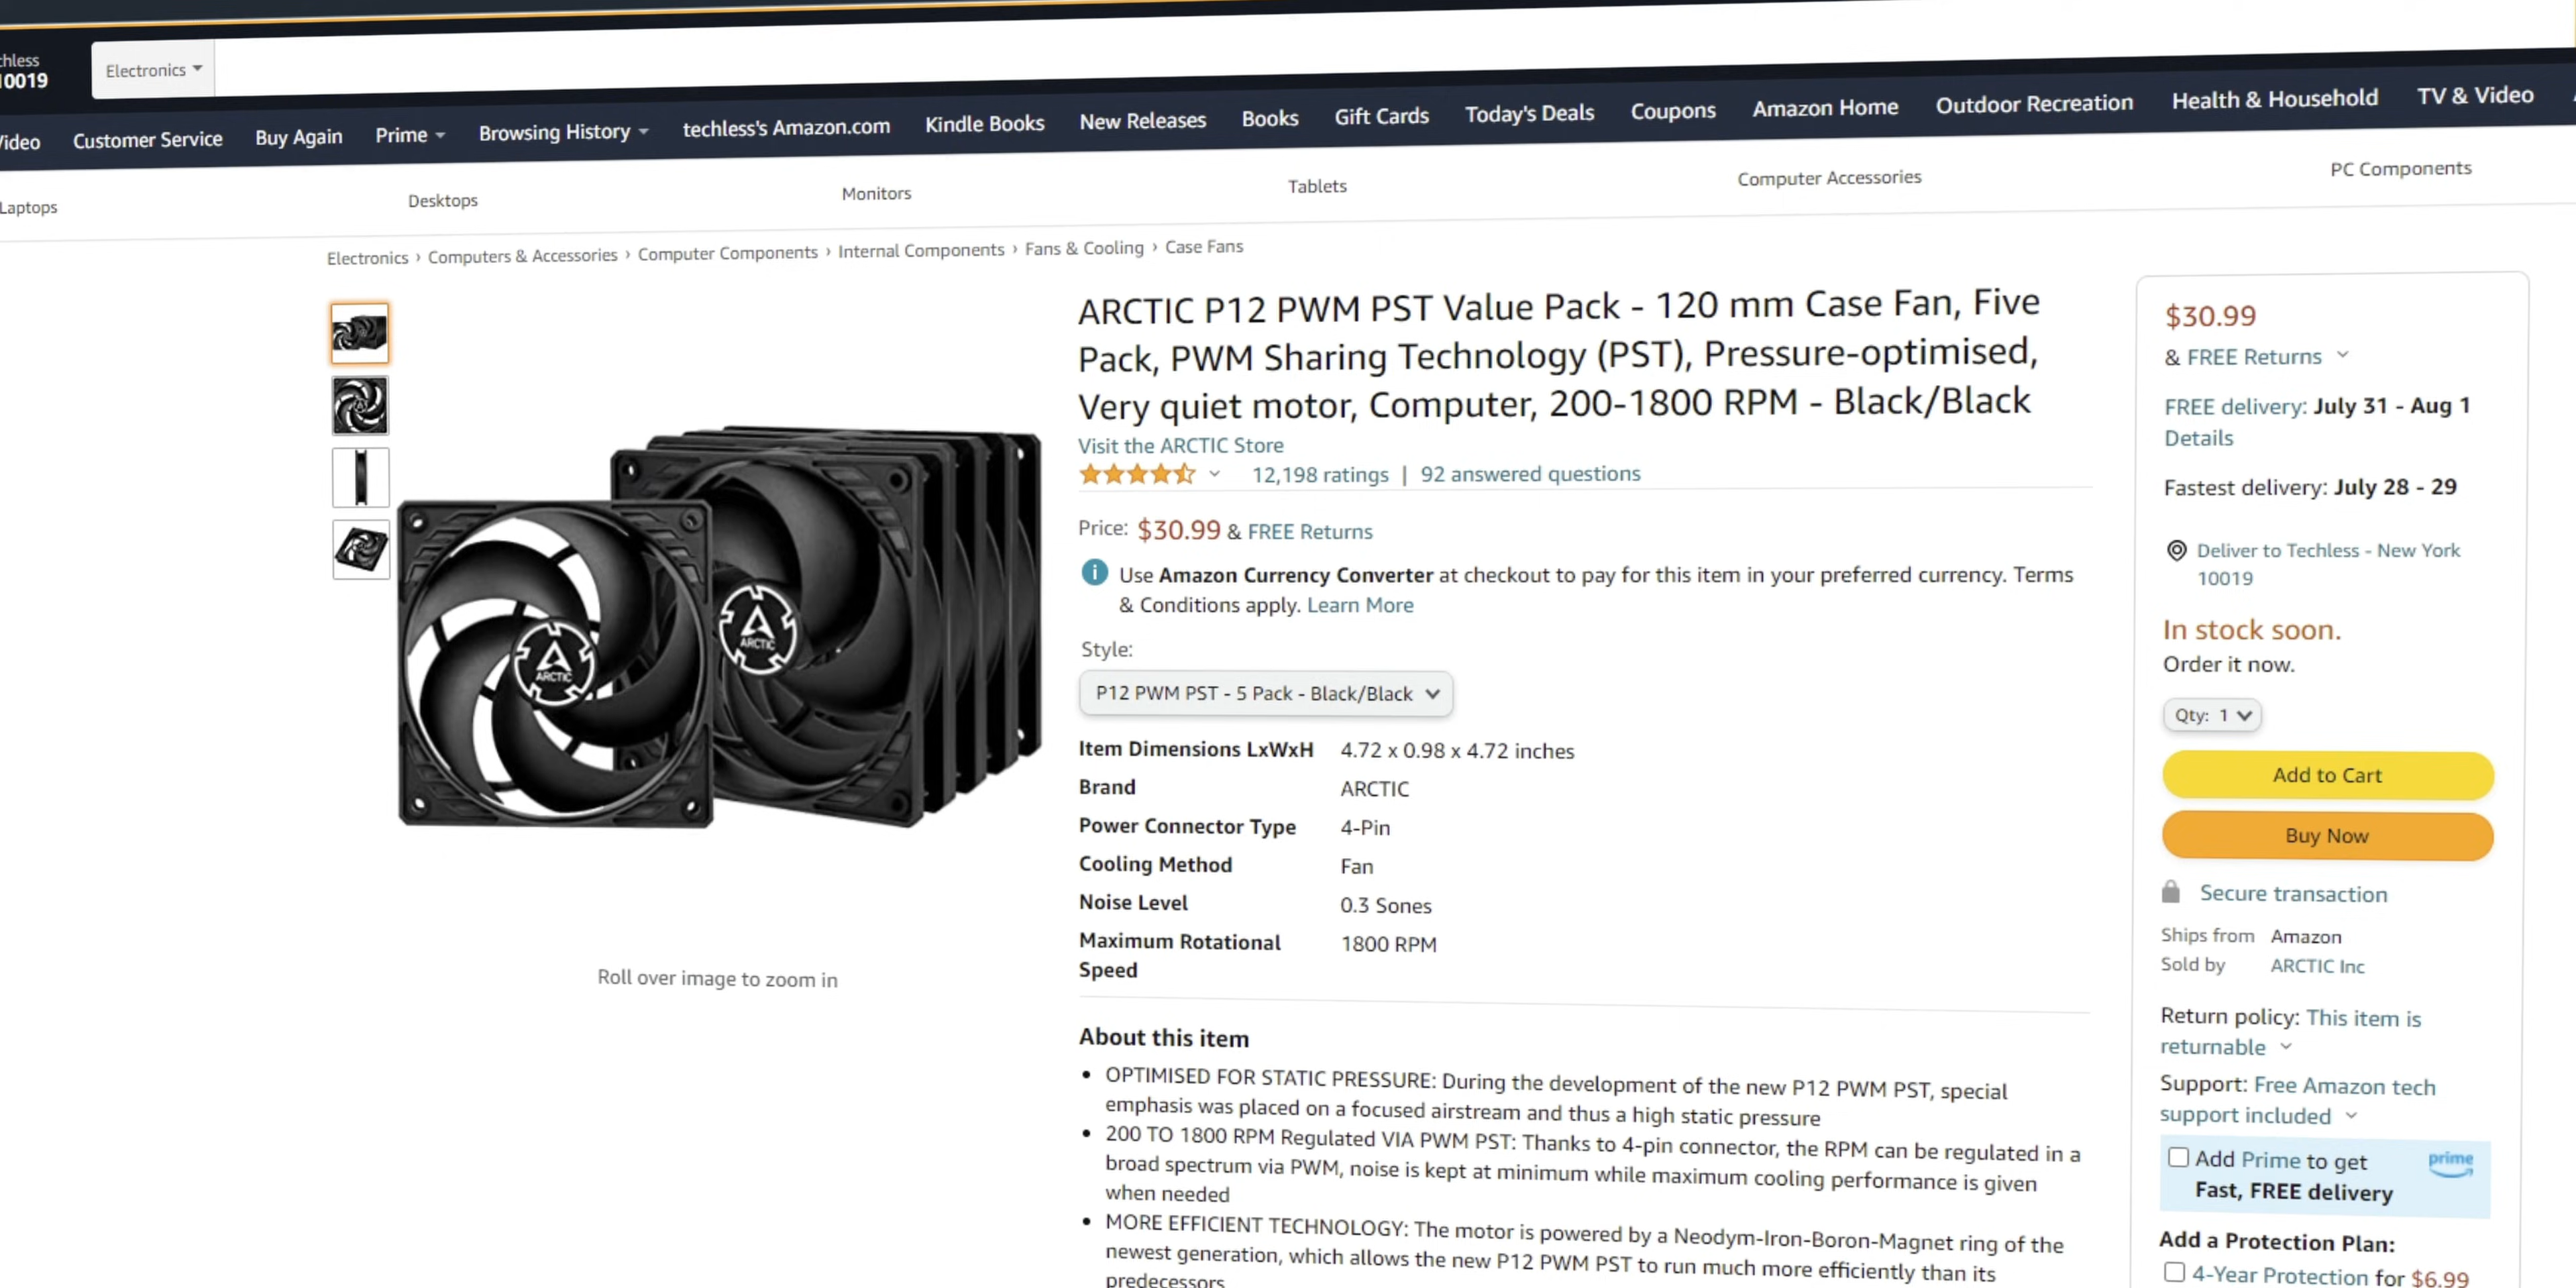 10019
Electronics
Customer Service
Buy Again
Prime
Browsing History
techless's Amazon.com
Kindle Books
New Releases
Books
Gift Cards
Today's Deals
Coupons
Amazon Home
Outdoor Recreation
Health & Household
TV & Video
Laptops
Desktops
Monitors
Tablets
Computer Accessories
PC Components
Electronics › Computers & Accessories › Computer Components › Internal Components › Fans & Cooling › Case Fans
ARCTIC
ARCTIC
Roll over image to zoom in
ARCTIC P12 PWM PST Value Pack - 120 mm Case Fan, Five
Pack, PWM Sharing Technology (PST), Pressure-optimised,
Very quiet motor, Computer, 200-1800 RPM - Black/Black
Visit the ARCTIC Store
12,198 ratings | 92 answered questions
Price: $30.99 & FREE Returns
i Use Amazon Currency Converter at checkout to pay for this item in your preferred currency. Terms
& Conditions apply. Learn More
Style:
P12 PWM PST - 5 Pack - Black/Black
Item Dimensions LxWxH 4.72 x 0.98 x 4.72 inches
Brand ARCTIC
Power Connector Type 4-Pin
Cooling Method Fan
Noise Level 0.3 Sones
Maximum Rotational 1800 RPM
Speed
About this item
• OPTIMISED FOR STATIC PRESSURE: During the development of the new P12 PWM PST, special
emphasis was placed on a focused airstream and thus a high static pressure
• 200 TO 1800 RPM Regulated VIA PWM PST: Thanks to 4-pin connector, the RPM can be regulated in a
broad spectrum via PWM, noise is kept at minimum while maximum cooling performance is given
when needed
• MORE EFFICIENT TECHNOLOGY: The motor is powered by a Neodym-Iron-Boron-Magnet ring of the
newest generation, which allows the new P12 PWM PST to run much more efficiently than its
predecessors
$30.99
& FREE Returns
FREE delivery: July 31 - Aug 1
Details
Fastest delivery: July 28 - 29
Deliver to Techless - New York
10019
In stock soon.
Order it now.
Qty: 1
Add to Cart
Buy Now
Secure transaction
Ships from Amazon
Sold by ARCTIC Inc
Return policy: This item is
returnable
Support: Free Amazon tech
support included
Add Prime to get
Fast, FREE delivery
prime
Add a Protection Plan:
4-Year Protection for $6.99